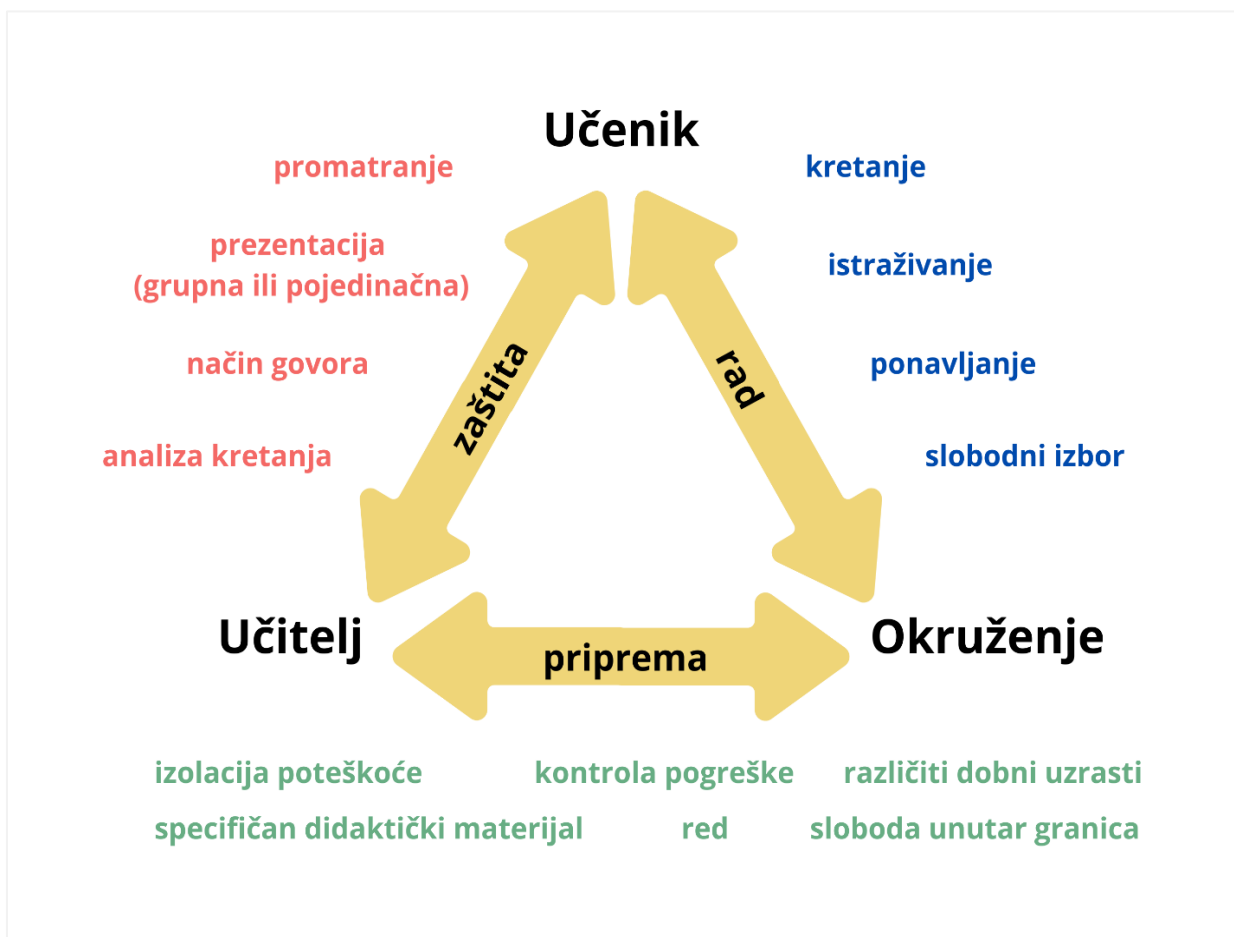 Učenik
promatranje
kretanje
prezentacija
(grupna ili pojedinačna)
istraživanje
način govora
ponavljanje
zaštita
rad
analiza kretanja
slobodni izbor
Učitelj
Okruženje
priprema
izolacija poteškoće
kontrola pogreške
različiti dobni uzrasti
specifičan didaktički materijal
red
sloboda unutar granica